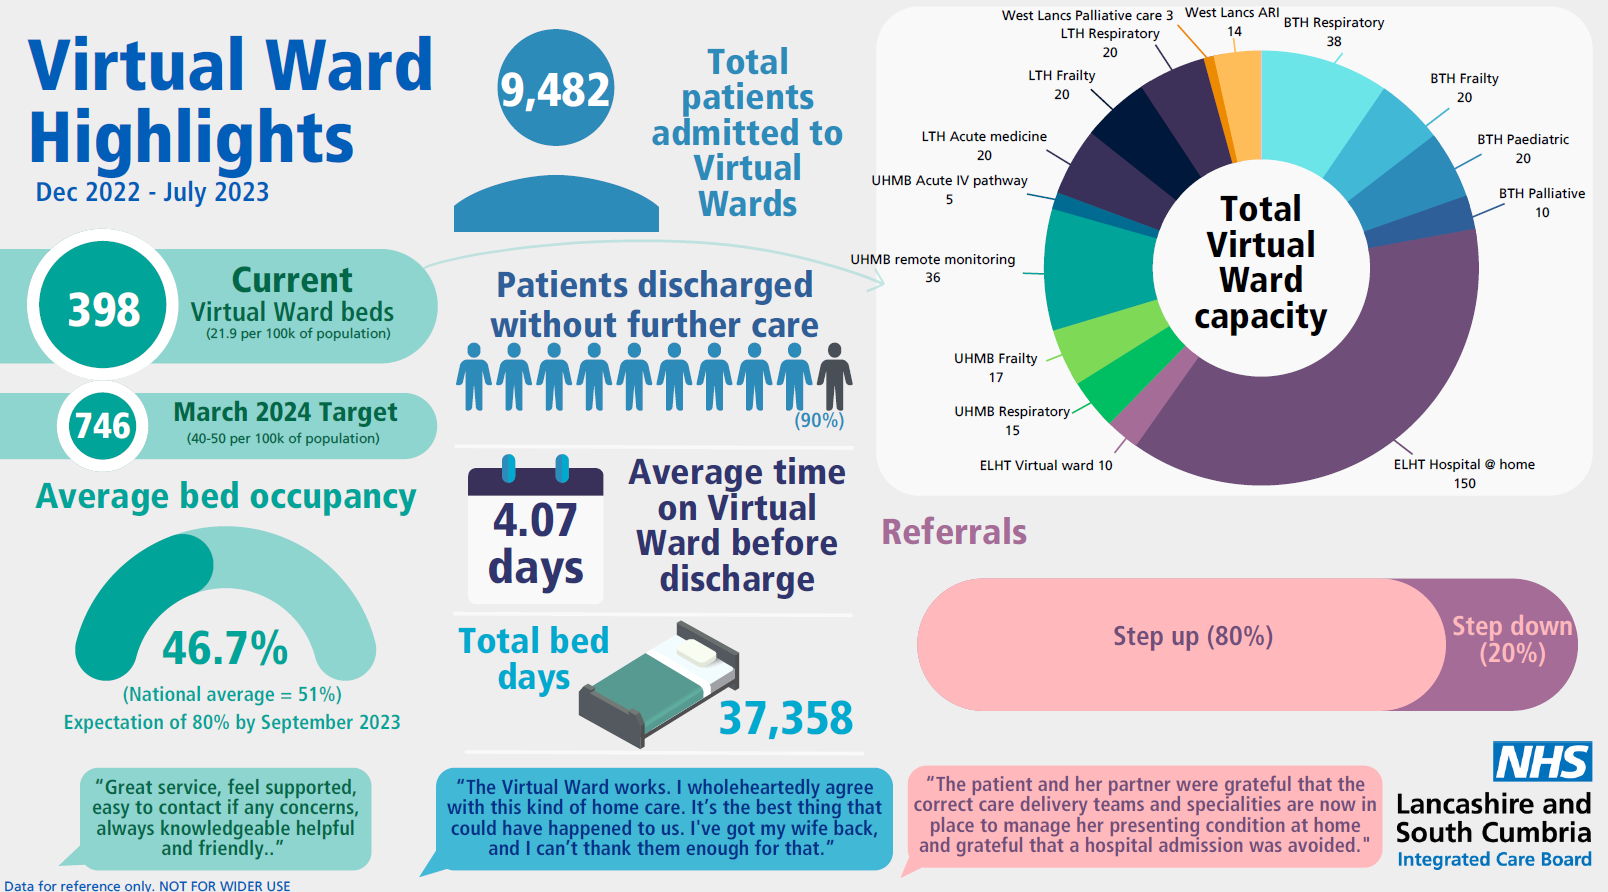 Virtual Ward
Highlights
Dec 2022 - July 2023
398
Current
Virtual Ward beds
(21.9 per 100k of population)
746
March 2024 Target
(40-50 per 100k of population)
Average bed occupancy
46.7%
(National average = 51%)
Expectation of 80% by September 2023
9,482
Total
patients
admitted to
Virtual
Wards
Patients discharged
without further care
(90%)
4.07
days
Average time
on Virtual
Ward before
discharge
Total bed
days
37,358
Total
Virtual
Ward
capacity
West Lancs Palliative care 3
West Lancs ARI
14
BTH Respiratory
38
BTH Frailty
20
BTH Paediatric
20
BTH Palliative
10
ELHT Hospital @ home
150
ELHT Virtual ward 10
UHMB Respiratory
15
UHMB Frailty
17
UHMB remote monitoring
36
UHMB Acute IV pathway
5
LTH Acute medicine
20
LTH Frailty
20
LTH Respiratory
20
Referrals
Step up (80%)
Step down
(20%)
“Great service, feel supported,
easy to contact if any concerns,
always knowledgeable helpful
and friendly..”
“The Virtual Ward works. I wholeheartedly agree
with this kind of home care. It’s the best thing that
could have happened to us. I've got my wife back,
and I can’t thank them enough for that.”
“The patient and her partner were grateful that the
correct care delivery teams and specialities are now in
place to manage her presenting condition at home
and grateful that a hospital admission was avoided."
NHS
Lancashire and
South Cumbria
Integrated Care Board
Data for reference only. NOT FOR WIDER USE